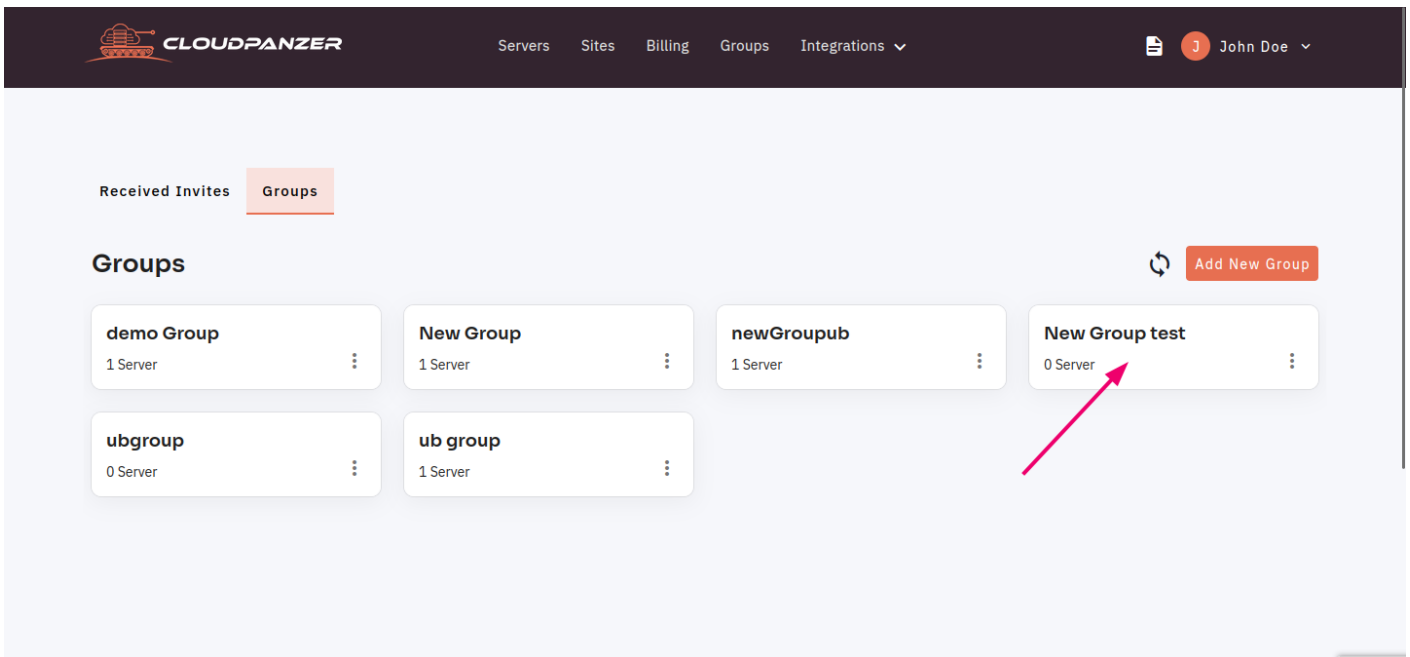 CLOUDPANZER Servers Sites Billing Groups Integrations J John Doe
Received Invites Groups
Groups Add New Group
demo Group New Group newGroupub New Group test
1 Server 1 Server 1 Server 0 Server
ubgroup ub group
0 Server 1 Server